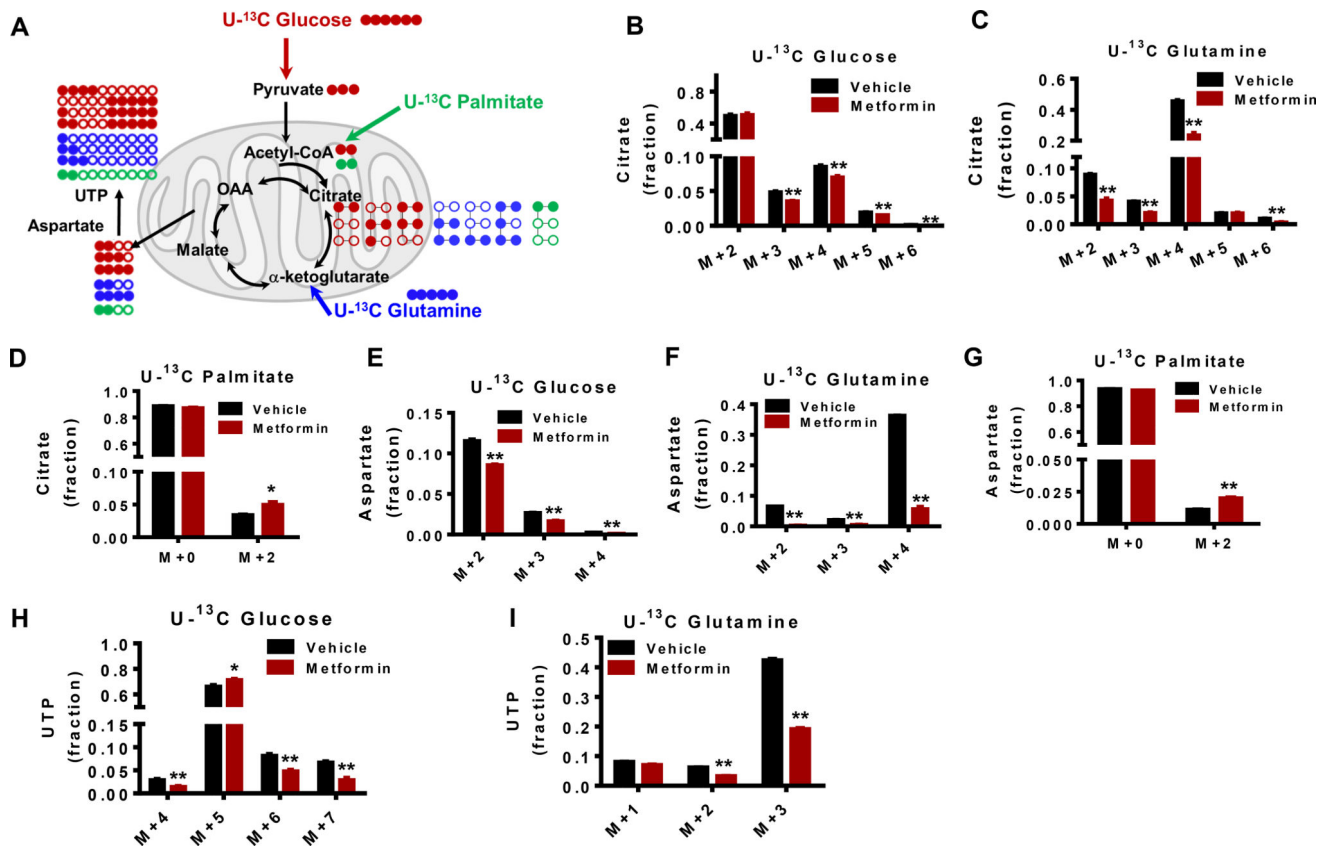 A
U-¹³C Glucose
Pyruvate
U-¹³C Palmitate
Acetyl-CoA
OAA
Citrate
UTP
Aspartate
Malate
α-ketoglutarate
U-¹³C Glutamine
B
U-¹³C Glucose
Vehicle
Metformin
Citrate
(fraction)
0.8
0.4
0.10
0.05
0.00
** ** ** **
M+2 M+3 M+4 M+5 M+6
C
U-¹³C Glutamine
Vehicle
Metformin
Citrate
(fraction)
0.6
0.4
0.2
0.10
0.05
0.00
** ** ** **
M+2 M+3 M+4 M+5 M+6
D
U-¹³C Palmitate
Vehicle
Metformin
Citrate
(fraction)
1.0
0.8
0.6
0.10
0.05
0.00
*
M+0 M+2
E
U-¹³C Glucose
Vehicle
Metformin
Aspartate
(fraction)
0.15
0.10
0.05
0.00
** ** **
M+2 M+3 M+4
F
U-¹³C Glutamine
Vehicle
Metformin
Aspartate
(fraction)
0.4
0.3
0.2
0.1
0.0
** ** **
M+2 M+3 M+4
G
U-¹³C Palmitate
Vehicle
Metformin
Aspartate
(fraction)
1.0
0.8
0.6
0.050
0.025
0.000
**
M+0 M+2
H
U-¹³C Glucose
Vehicle
Metformin
UTP
(fraction)
1.0
0.8
0.6
0.15
0.10
0.05
0.00
** * ** **
M+4 M+5 M+6 M+7
I
U-¹³C Glutamine
Vehicle
Metformin
UTP
(fraction)
0.5
0.4
0.3
0.2
0.1
0.0
** **
M+1 M+2 M+3